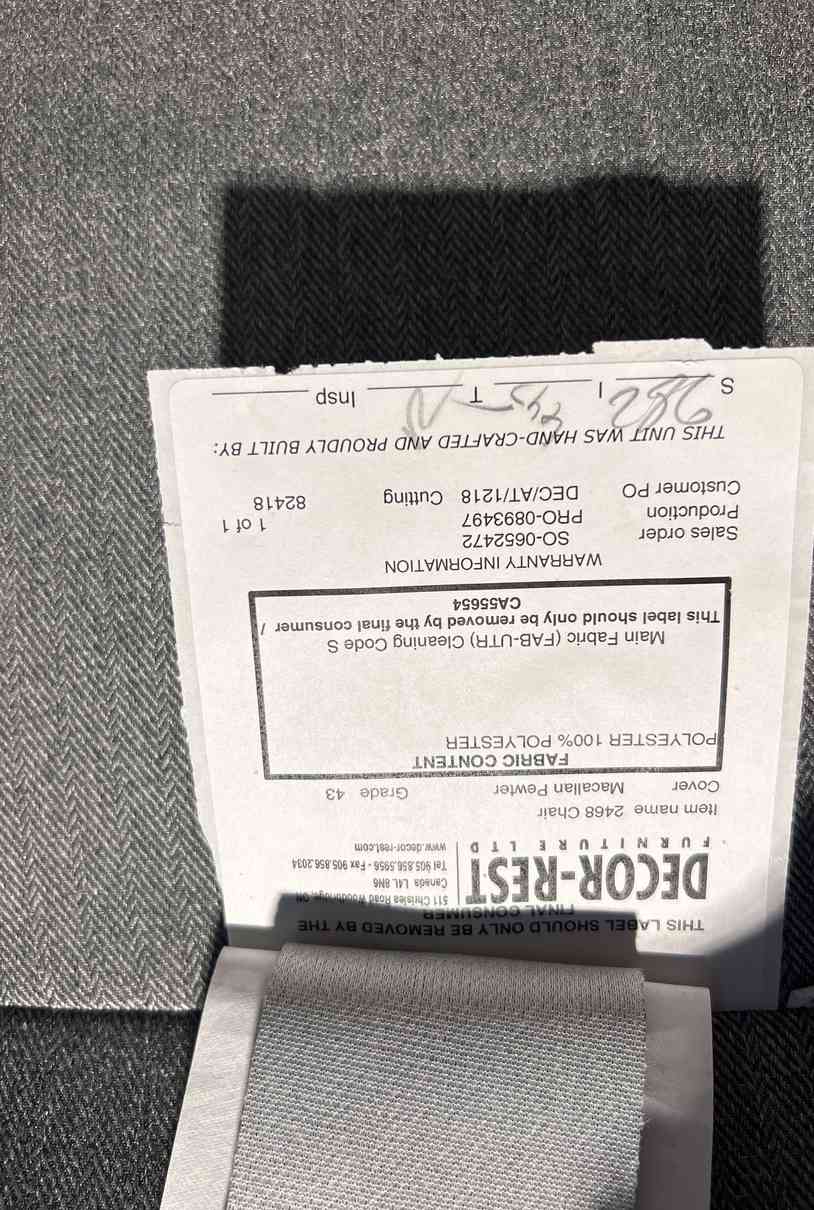 THIS LABEL SHOULD ONLY BE REMOVED BY THE
FINAL CONSUMER
DECOR-REST
FURNITURE LTD
511 Chrislea Road Woodbridge, ON
Canada L4L 8N6
Tel 905.856.5956 - Fax 905.856.2034
www.decor-rest.com
Item name 2468 Chair
Cover Macallan Pewter Grade 43
FABRIC CONTENT
POLYESTER 100% POLYESTER
Main Fabric (FAB-UTR) Cleaning Code S
This label should only be removed by the final consumer /
CA55654
WARRANTY INFORMATION
Sales order SO-0652472
Production PRO-0893497 1 of 1
Customer PO DEC/AT/1218 Cutting 82418
THIS UNIT WAS HAND-CRAFTED AND PROUDLY BUILT BY:
S 282 I T Insp